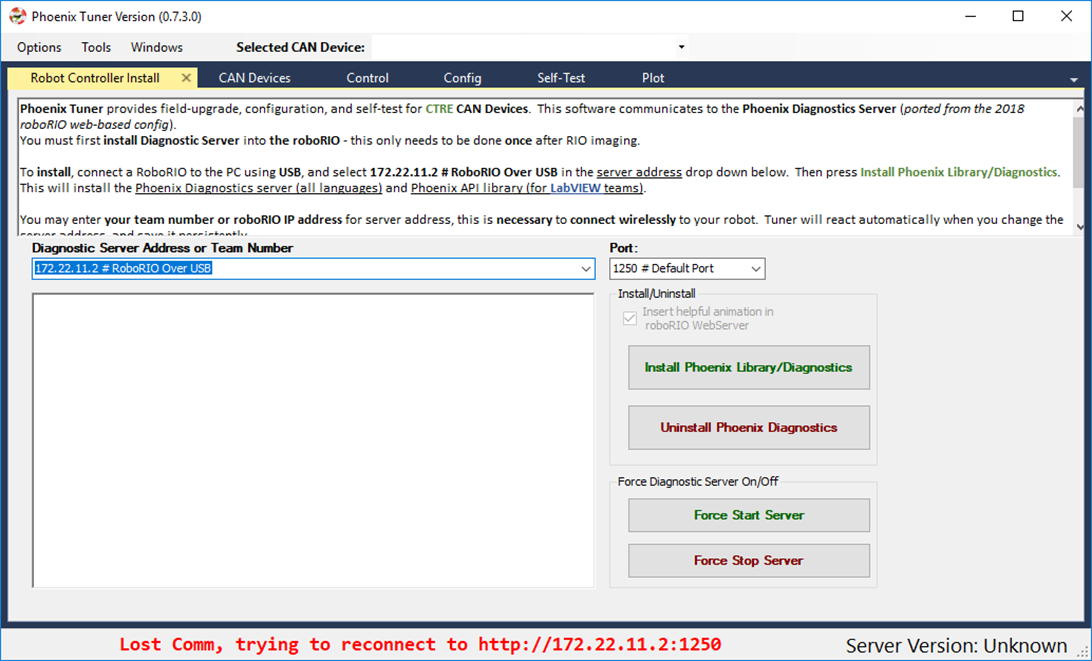 Phoenix Tuner Version (0.7.3.0)
Options Tools Windows Selected CAN Device:
Robot Controller Install CAN Devices Control Config Self-Test Plot
Phoenix Tuner provides field-upgrade, configuration, and self-test for CTRE CAN Devices. This software communicates to the Phoenix Diagnostics Server (ported from the 2018
roboRIO web-based config).
You must first install Diagnostic Server into the roboRIO - this only needs to be done once after RIO imaging.
To install, connect a RoboRIO to the PC using USB, and select 172.22.11.2 # RoboRIO Over USB in the server address drop down below. Then press Install Phoenix Library/Diagnostics.
This will install the Phoenix Diagnostics server (all languages) and Phoenix API library (for LabVIEW teams).
You may enter your team number or roboRIO IP address for server address, this is necessary to connect wirelessly to your robot. Tuner will react automatically when you change the
server address, and save it persistently.
Diagnostic Server Address or Team Number
Port:
172.22.11.2 # RoboRIO Over USB
1250 # Default Port
Install/Uninstall
Insert helpful animation in
roboRIO WebServer
Install Phoenix Library/Diagnostics
Uninstall Phoenix Diagnostics
Force Diagnostic Server On/Off
Force Start Server
Force Stop Server
Lost Comm, trying to reconnect to http://172.22.11.2:1250
Server Version: Unknown